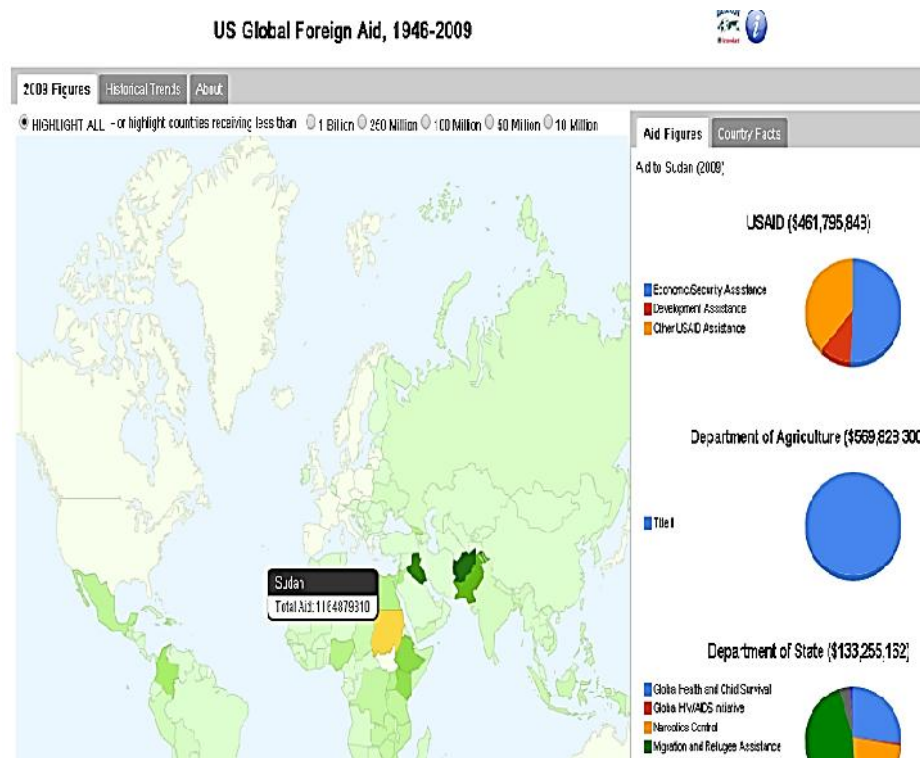 US Global Foreign Aid, 1946-2009
2009 Figures Historical Trends About
HIGHLIGHT ALL - or highlight countries receiving less than 1 Billion 250 Million 100 Million 50 Million 10 Million
Aid Figures Country Facts
Aid to Sudan (2009)
USAID ($461,795,843)
Economic/Security Assistance
Development Assistance
Other USAID Assistance
Department of Agriculture ($569,828,300
Title II
Sudan
Total Aid: 1164879310
Department of State ($133,255,152)
Global Health and Child Survival
Global HIV/AIDS Initiative
Narcotics Control
Migration and Refugee Assistance